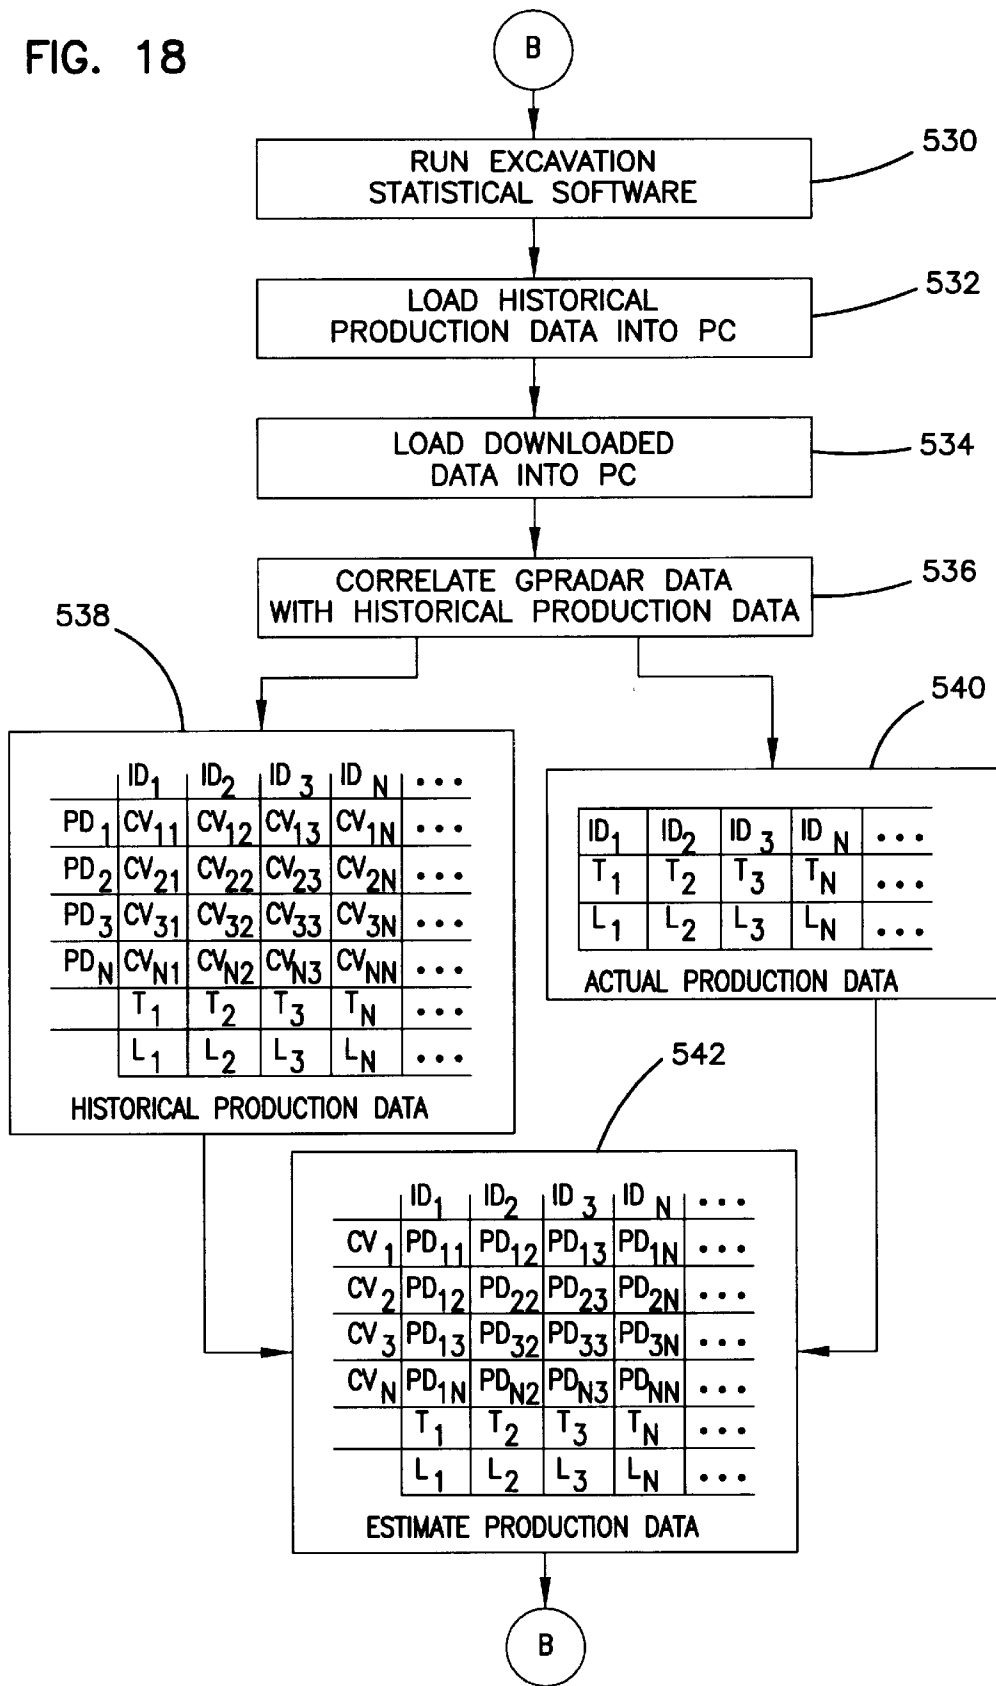 FIG. 18
B
RUN EXCAVATION
STATISTICAL SOFTWARE
530
LOAD HISTORICAL
PRODUCTION DATA INTO PC
532
LOAD DOWNLOADED
DATA INTO PC
534
CORRELATE GPRADAR DATA
WITH HISTORICAL PRODUCTION DATA
536
538
ID1 ID2 ID3 IDN •••
PD1 CV11 CV12 CV13 CV1N •••
PD2 CV21 CV22 CV23 CV2N •••
PD3 CV31 CV32 CV33 CV3N •••
PDN CVN1 CVN2 CVN3 CVNN •••
T1 T2 T3 TN •••
L1 L2 L3 LN •••
HISTORICAL PRODUCTION DATA
540
ID1 ID2 ID3 IDN •••
T1 T2 T3 TN •••
L1 L2 L3 LN •••
ACTUAL PRODUCTION DATA
542
ID1 ID2 ID3 IDN •••
CV1 PD11 PD12 PD13 PD1N •••
CV2 PD12 PD22 PD23 PD2N •••
CV3 PD13 PD32 PD33 PD3N •••
CVN PD1N PDN2 PDN3 PDNN •••
T1 T2 T3 TN •••
L1 L2 L3 LN •••
ESTIMATE PRODUCTION DATA
B